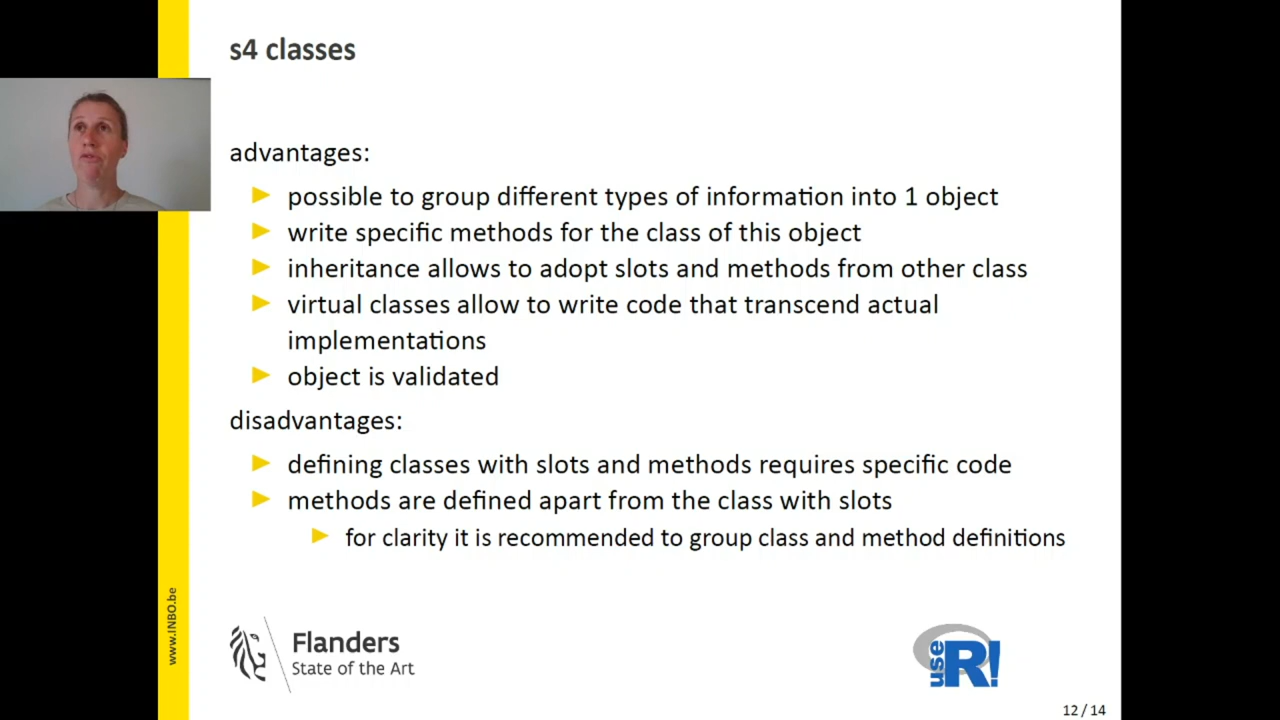 s4 classes
advantages:
possible to group different types of information into 1 object
write specific methods for the class of this object
inheritance allows to adopt slots and methods from other class
virtual classes allow to write code that transcend actual
implementations
object is validated
disadvantages:
defining classes with slots and methods requires specific code
methods are defined apart from the class with slots
for clarity it is recommended to group class and method definitions
www.INBO.be
Flanders
State of the Art
use R!
12 / 14